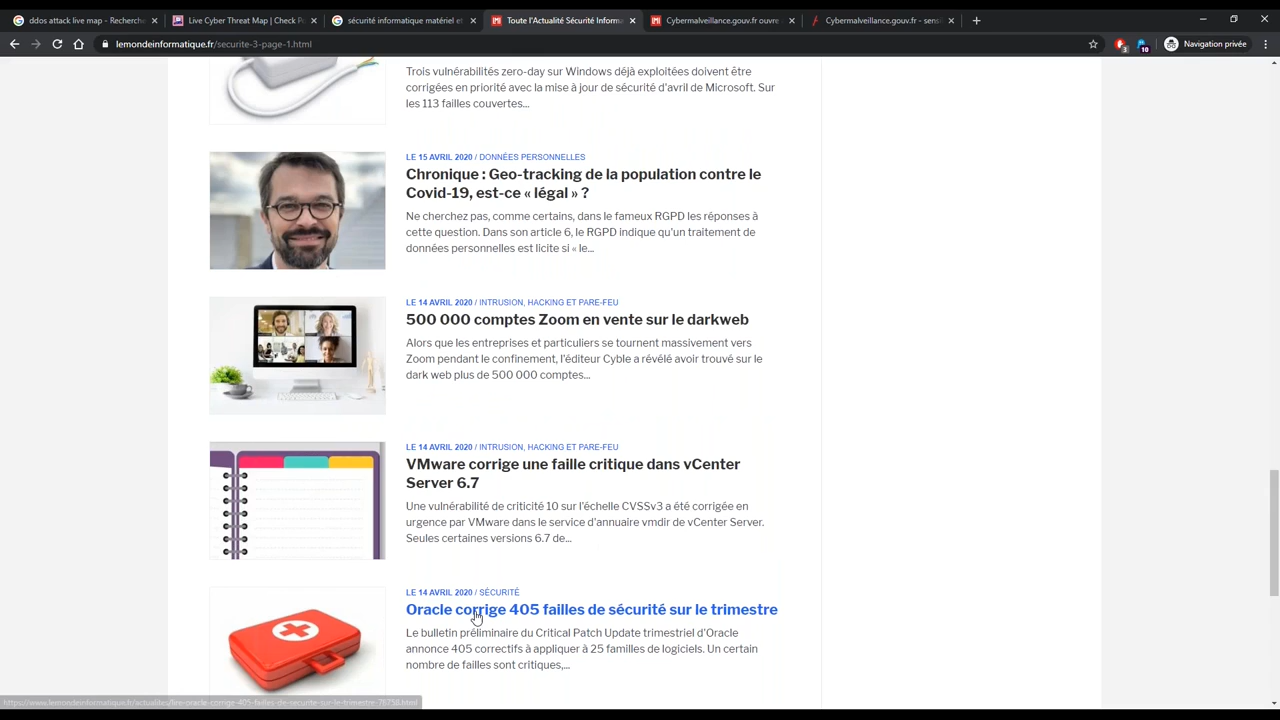 ddos attack live map - Recherche
Live Cyber Threat Map | Check P
sécurité informatique matériel et
Toute l'Actualité Sécurité Inform
Cybermalveillance.gouv.fr ouvre
Cybermalveillance.gouv.fr - sensi
lemondeinformatique.fr/securite-3-page-1.html
3
10
Navigation privée
Trois vulnérabilités zero-day sur Windows déjà exploitées doivent être
corrigées en priorité avec la mise à jour de sécurité d'avril de Microsoft. Sur
les 113 failles couvertes...
LE 15 AVRIL 2020 / DONNÉES PERSONNELLES
Chronique : Geo-tracking de la population contre le
Covid-19, est-ce « légal » ?
Ne cherchez pas, comme certains, dans le fameux RGPD les réponses à
cette question. Dans son article 6, le RGPD indique qu'un traitement de
données personnelles est licite si « le...
LE 14 AVRIL 2020 / INTRUSION, HACKING ET PARE-FEU
500 000 comptes Zoom en vente sur le darkweb
Alors que les entreprises et particuliers se tournent massivement vers
Zoom pendant le confinement, l'éditeur Cyble a révélé avoir trouvé sur le
dark web plus de 500 000 comptes...
LE 14 AVRIL 2020 / INTRUSION, HACKING ET PARE-FEU
VMware corrige une faille critique dans vCenter
Server 6.7
Une vulnérabilité de criticité 10 sur l'échelle CVSSv3 a été corrigée en
urgence par VMware dans le service d'annuaire vmdir de vCenter Server.
Seules certaines versions 6.7 de...
LE 14 AVRIL 2020 / SÉCURITÉ
Oracle corrige 405 failles de sécurité sur le trimestre
Le bulletin préliminaire du Critical Patch Update trimestriel d'Oracle
annonce 405 correctifs à appliquer à 25 familles de logiciels. Un certain
nombre de failles sont critiques,...